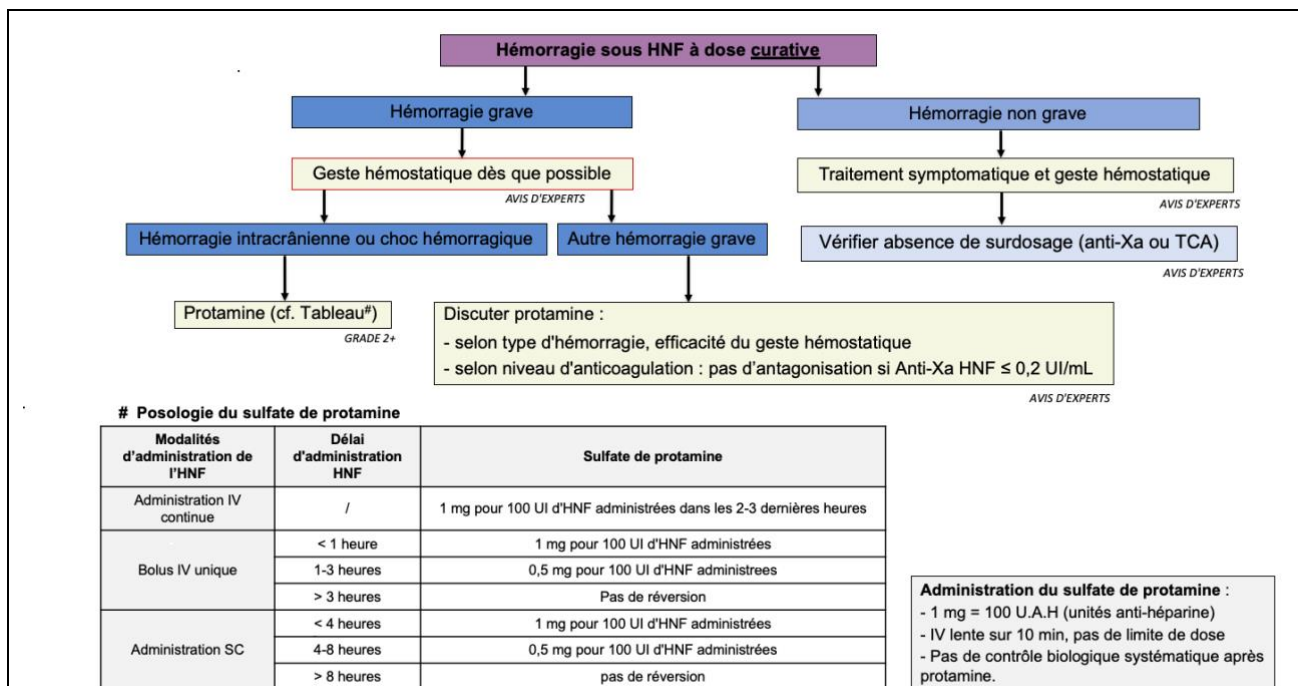 Hémorragie sous HNF à dose curative
Hémorragie grave
Hémorragie non grave
Geste hémostatique dès que possible
AVIS D'EXPERTS
Traitement symptomatique et geste hémostatique
AVIS D'EXPERTS
Hémorragie intracrânienne ou choc hémorragique
Autre hémorragie grave
Vérifier absence de surdosage (anti-Xa ou TCA)
AVIS D'EXPERTS
Protamine (cf. Tableau#)
GRADE 2+
Discuter protamine :
- selon type d'hémorragie, efficacité du geste hémostatique
- selon niveau d'anticoagulation : pas d'antagonisation si Anti-Xa HNF ≤ 0,2 UI/mL
AVIS D'EXPERTS
# Posologie du sulfate de protamine
Modalités
d'administration de
l'HNF
Délai
d'administration
HNF
Sulfate de protamine
Administration IV
continue
/
1 mg pour 100 UI d'HNF administrées dans les 2-3 dernières heures
Bolus IV unique
< 1 heure
1 mg pour 100 UI d'HNF administrées
1-3 heures
0,5 mg pour 100 UI d'HNF administrees
> 3 heures
Pas de réversion
Administration SC
< 4 heures
1 mg pour 100 UI d'HNF administrées
4-8 heures
0,5 mg pour 100 UI d'HNF administrées
> 8 heures
pas de réversion
Administration du sulfate de protamine :
- 1 mg = 100 U.A.H (unités anti-héparine)
- IV lente sur 10 min, pas de limite de dose
- Pas de contrôle biologique systématique après
protamine.